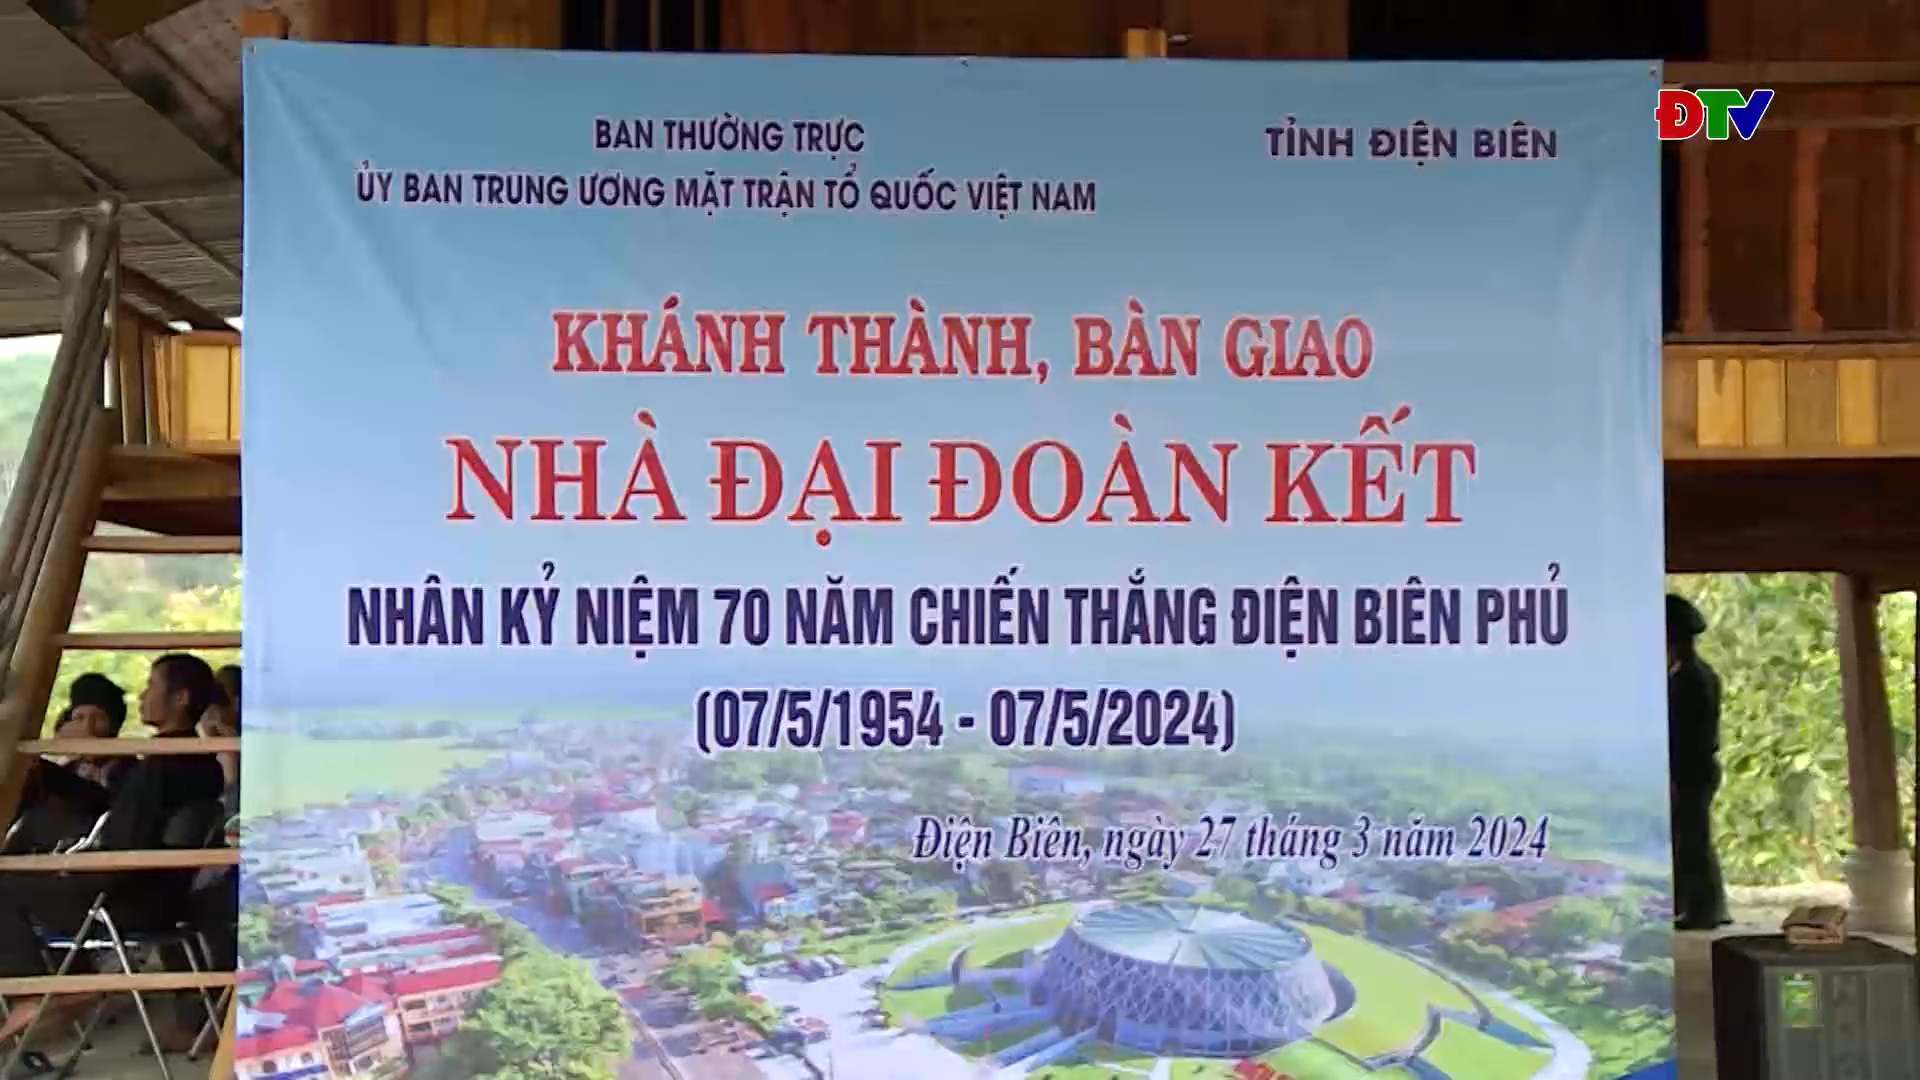 BAN THƯỜNG TRỰC
ỦY BAN TRUNG ƯƠNG MẶT TRẬN TỔ QUỐC VIỆT NAM
TỈNH ĐIỆN BIÊN
ĐTV
KHÁNH THÀNH, BÀN GIAO
NHÀ ĐẠI ĐOÀN KẾT
NHÂN KỶ NIỆM 70 NĂM CHIẾN THẮNG ĐIỆN BIÊN PHỦ
(07/5/1954 - 07/5/2024)
Điện Biên, ngày 27 tháng 3 năm 2024